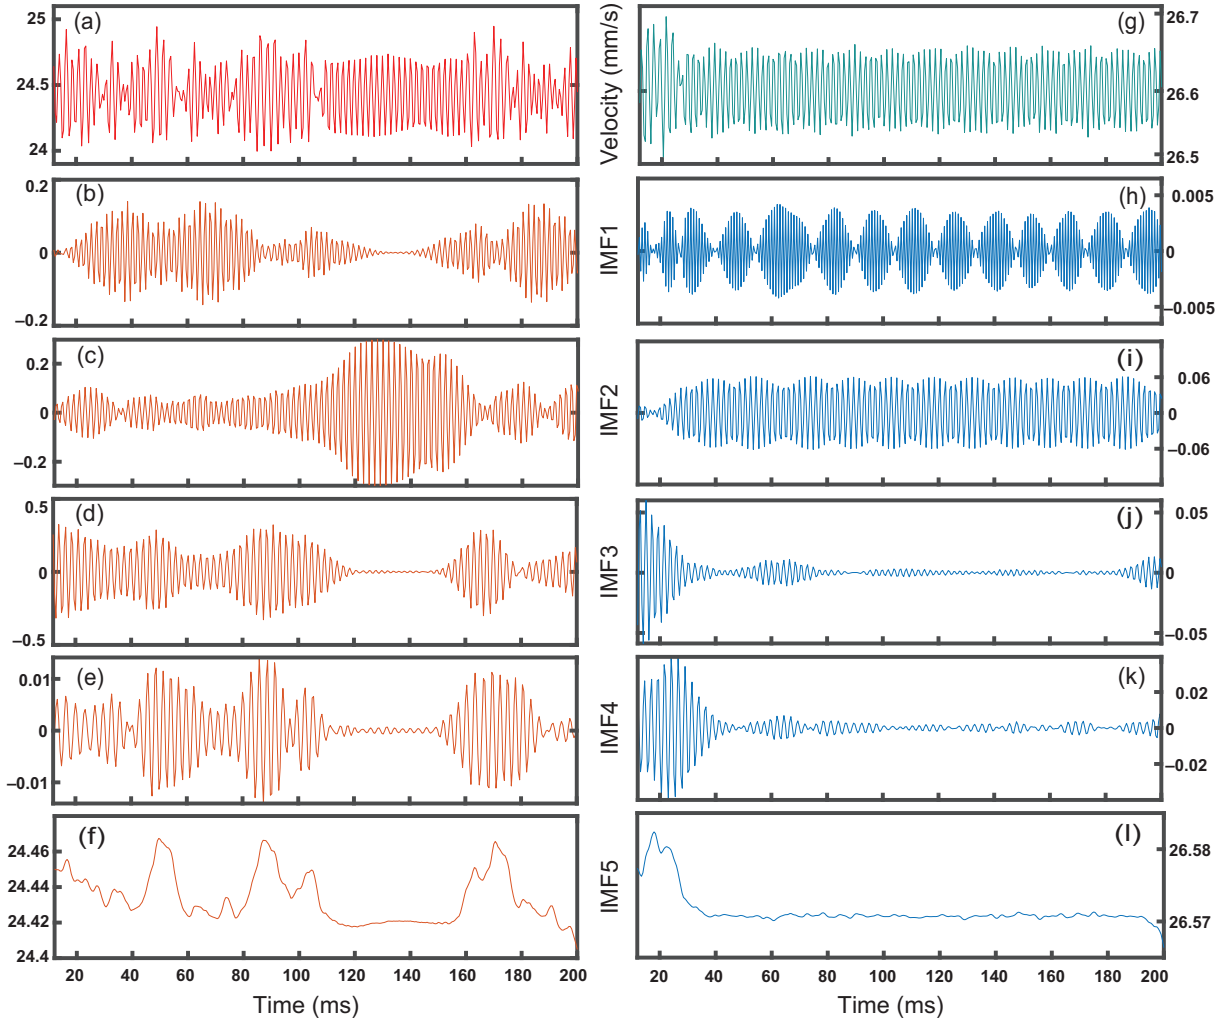 (a)
25
24.5
24
(b)
0.2
0
–0.2
(c)
0.2
0
–0.2
(d)
0.5
0
–0.5
(e)
0.01
0
–0.01
(f)
24.46
24.44
24.42
24.4
20 40 60 80 100 120 140 160 180 200
Time (ms)
Velocity (mm/s)
(g)
26.7
26.6
26.5
IMF1
(h)
0.005
0
–0.005
IMF2
(i)
0.06
0
–0.06
IMF3
(j)
0.05
0
–0.05
IMF4
(k)
0.02
0
–0.02
IMF5
(l)
26.58
26.57
20 40 60 80 100 120 140 160 180 200
Time (ms)